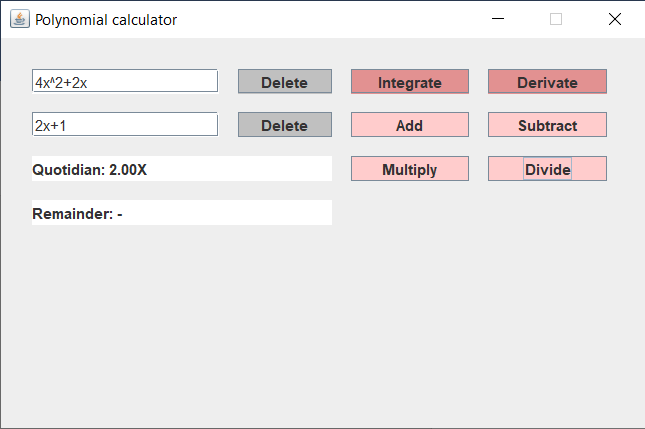 Polynomial calculator
4x^2+2x
Delete
Integrate
Derivate
2x+1
Delete
Add
Subtract
Quotidian: 2.00X
Multiply
Divide
Remainder: -